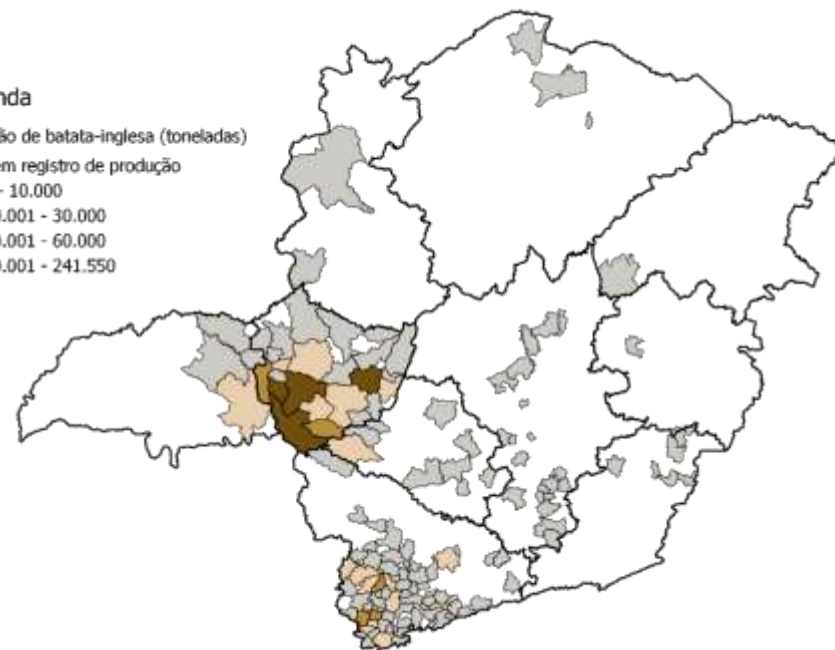 nda
ão de batata-inglesa (toneladas)
em registro de produção
- 10.000
.001 - 30.000
.001 - 60.000
.001 - 241.550